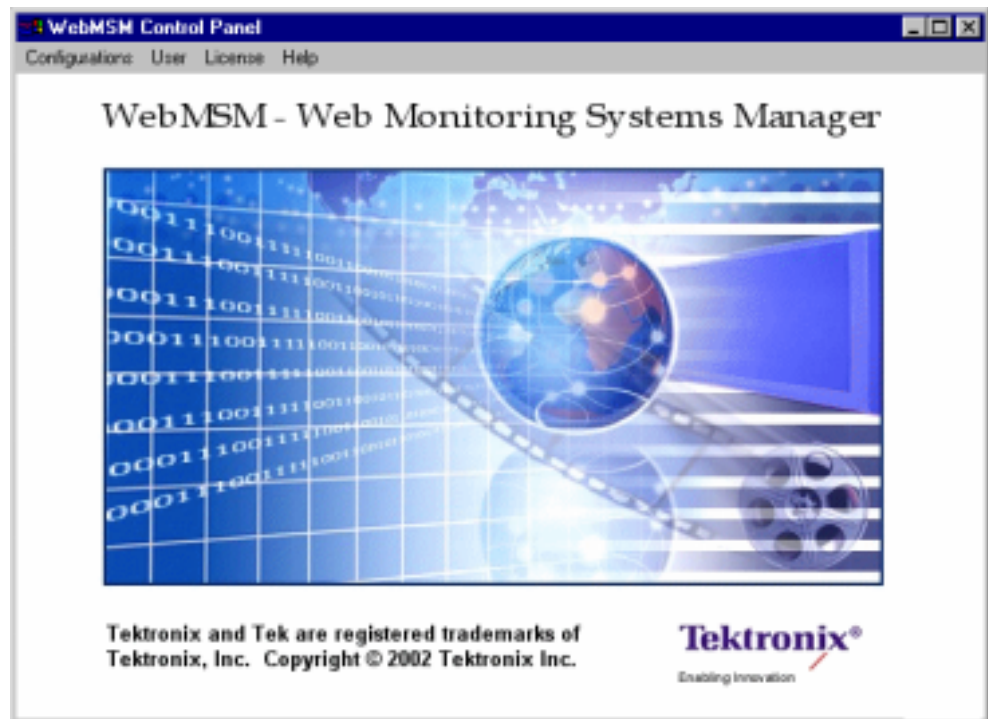 WebMSM Control Panel
Configurations User License Help
WebMSM - Web Monitoring Systems Manager
Tektronix and Tek are registered trademarks of
Tektronix, Inc. Copyright © 2002 Tektronix Inc.
Tektronix®
Enabling Innovation